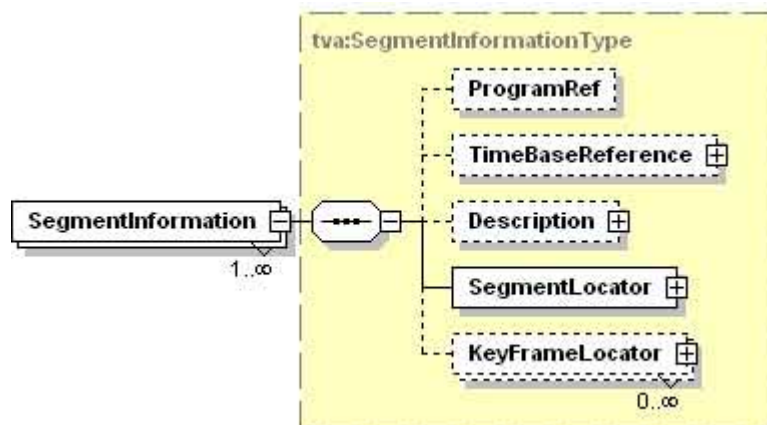 tva:SegmentInformationType
ProgramRef
TimeBaseReference
SegmentInformation
1..∞
Description
SegmentLocator
KeyFrameLocator
0..∞